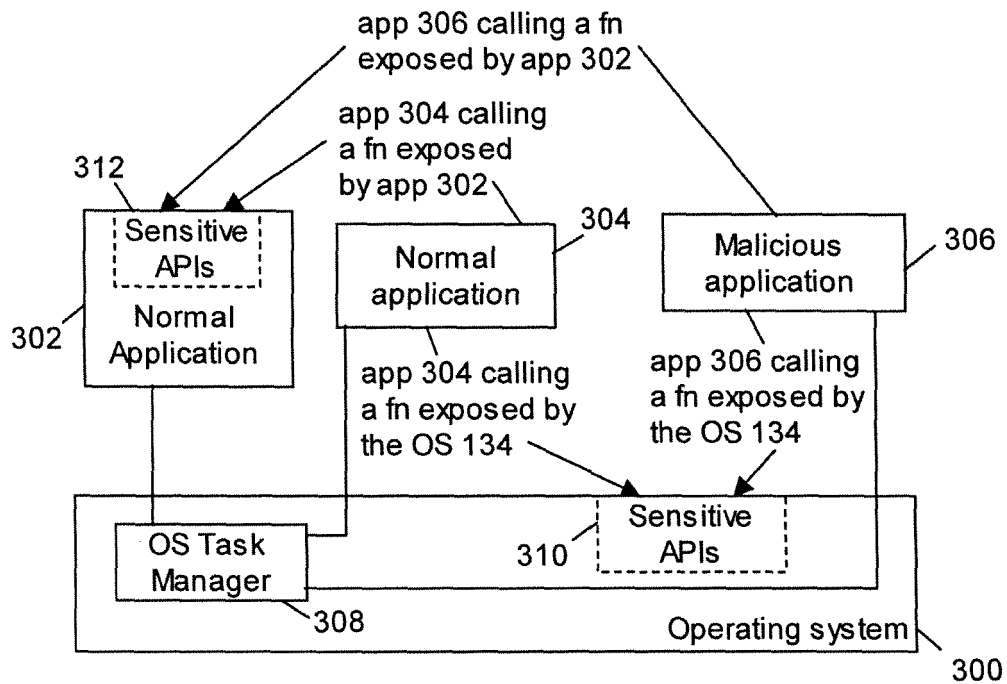 app 306 calling a fn
exposed by app 302
app 304 calling
a fn exposed
by app 302
312
Sensitive
APIs
Normal
Application
302
Normal
application
304
Malicious
application
306
app 304 calling
a fn exposed by
the OS 134
app 306 calling
a fn exposed by
the OS 134
OS Task
Manager
308
310
Sensitive
APIs
Operating system
300